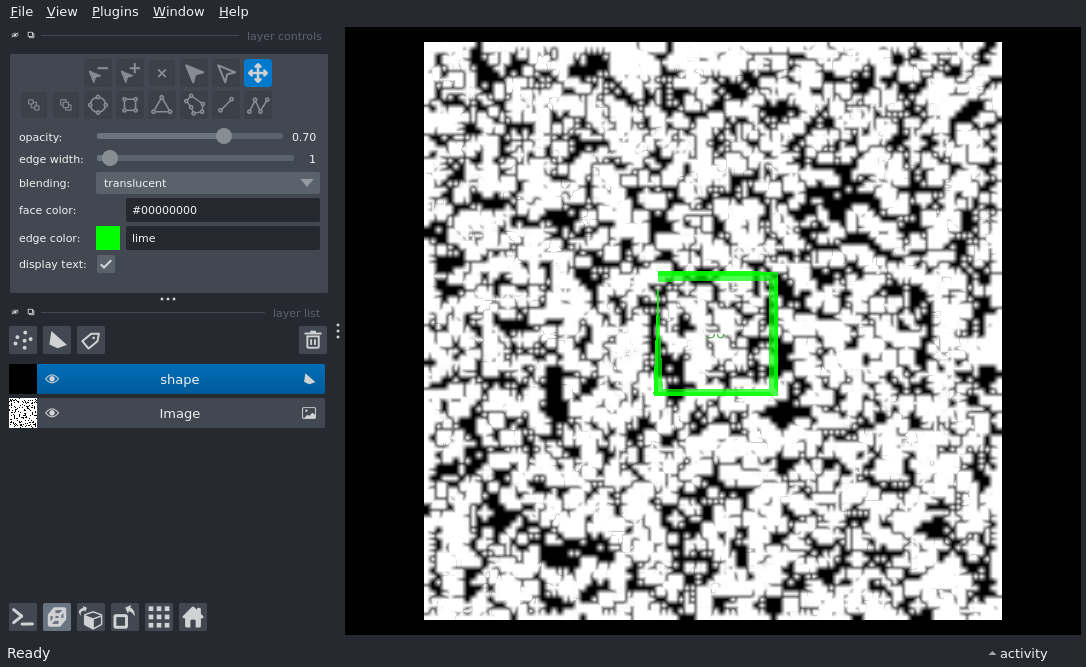 File View Plugins Window Help
layer controls
opacity: 0.70
edge width: 1
blending: translucent
face color: #00000000
edge color: lime
display text:
layer list
shape
Image
Ready
activity